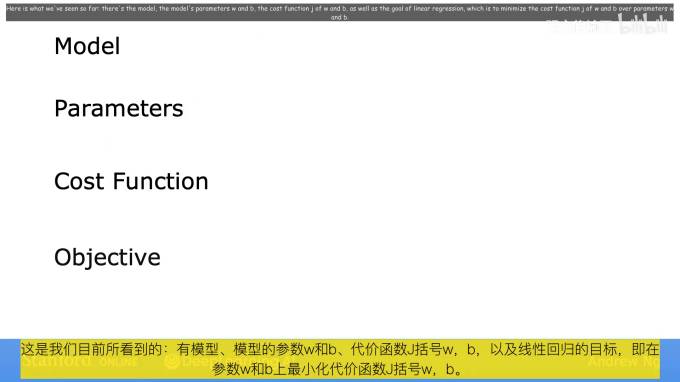 Here is what we've seen so far: there's the model, the model's parameters w and b, the cost function j of w and b, as well as the goal of linear regression, which is to minimize the cost function j of w and b over parameters w
and b.
bilibili
Model
Parameters
Cost Function
Objective
这是我们目前所看到的：有模型、模型的参数w和b、代价函数J括号w，b，以及线性回归的目标，即在
参数w和b上最小化代价函数J括号w，b。
Stanford ONLINE
Andrew Ng